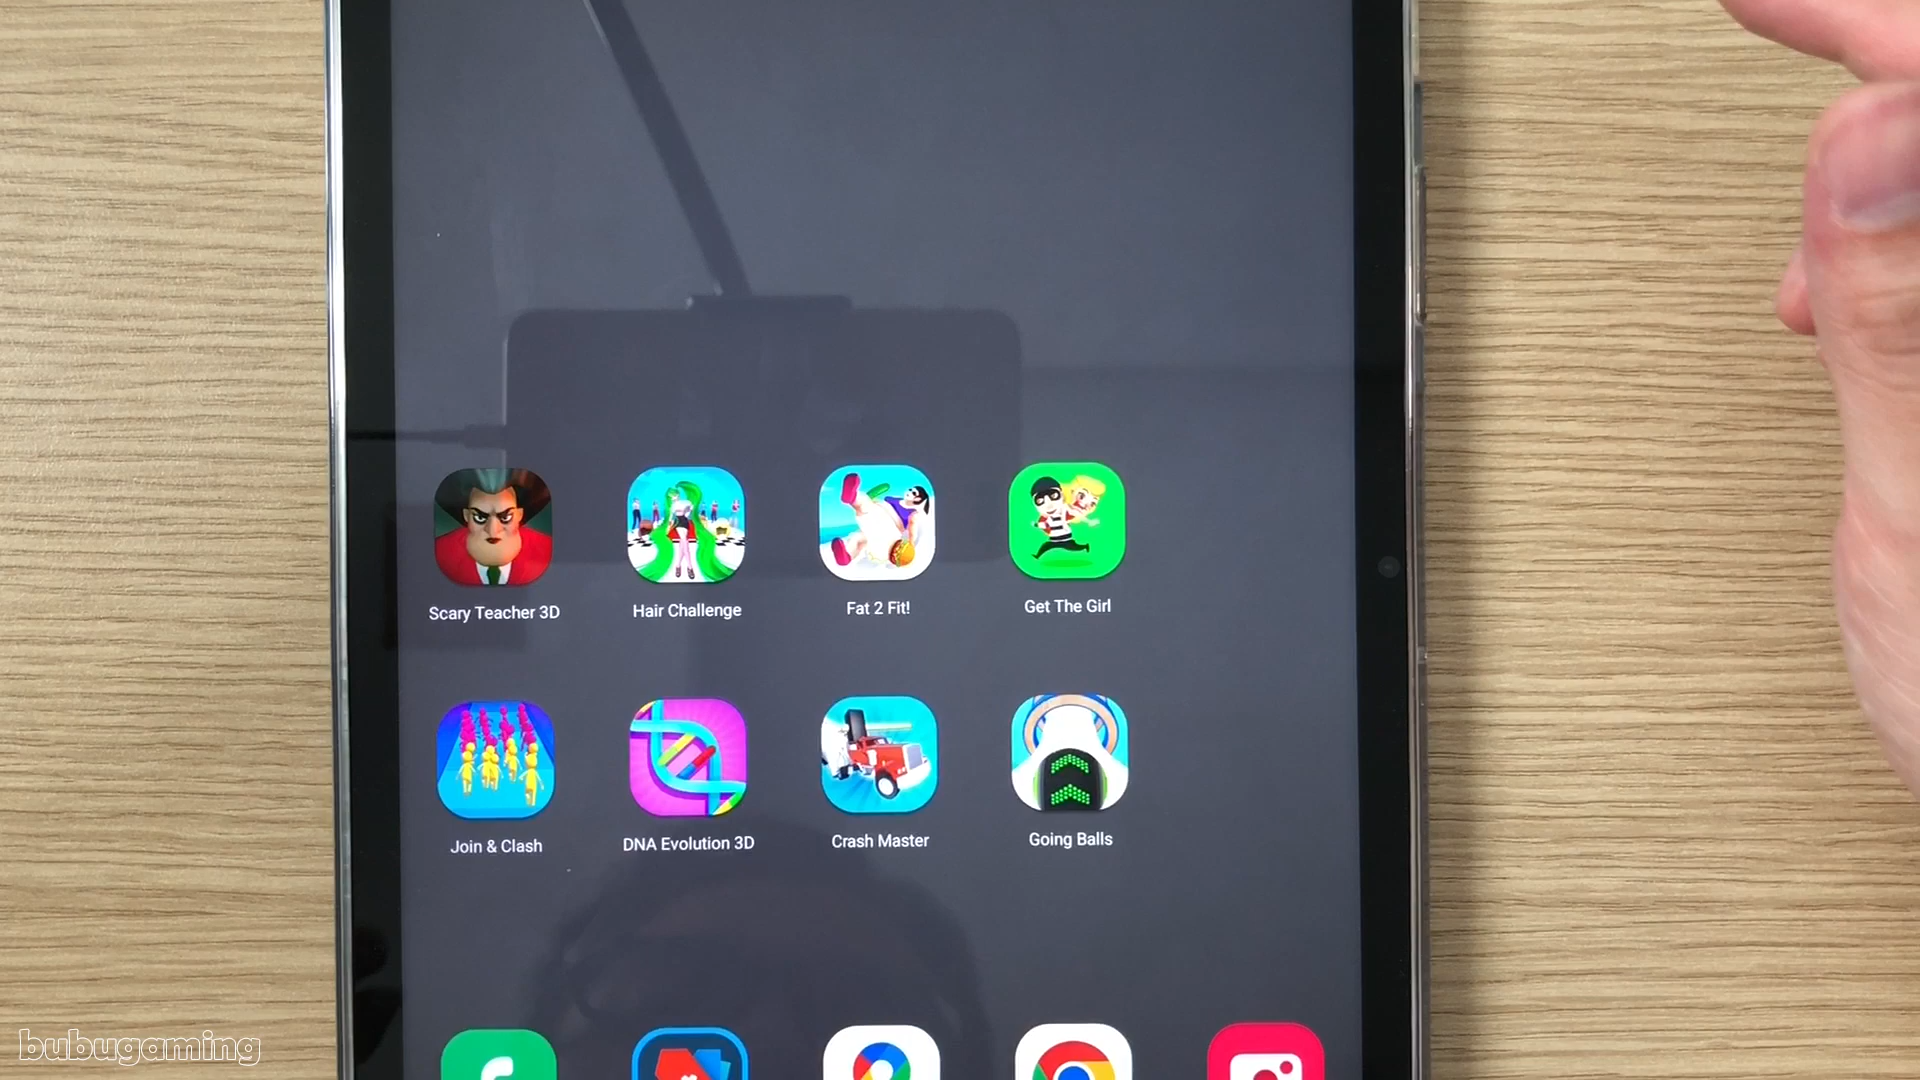 Scary Teacher 3D
Hair Challenge
Fat 2 Fit!
Get The Girl
Join & Clash
DNA Evolution 3D
Crash Master
Going Balls
bubugaming